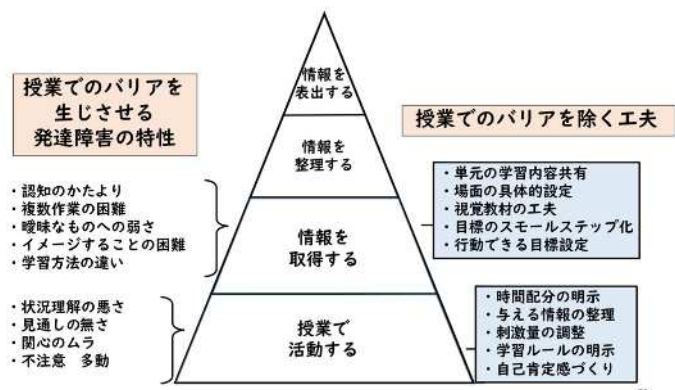 授業でのバリアを
生じさせる
発達障害の特性
・認知のかたより
・複数作業の困難
・曖昧なものへの弱さ
・イメージすることの困難
・学習方法の違い
・状況理解の悪さ
・見通しの無さ
・関心のムラ
・不注意 多動
情報を
表出する
情報を
整理する
情報を
取得する
授業で
活動する
授業でのバリアを除く工夫
・単元の学習内容共有
・場面の具体的設定
・視覚教材の工夫
・目標のスモールステップ化
・行動できる目標設定
・時間配分の明示
・与える情報の整理
・刺激量の調整
・学習ルールの明示
・自己肯定感づくり